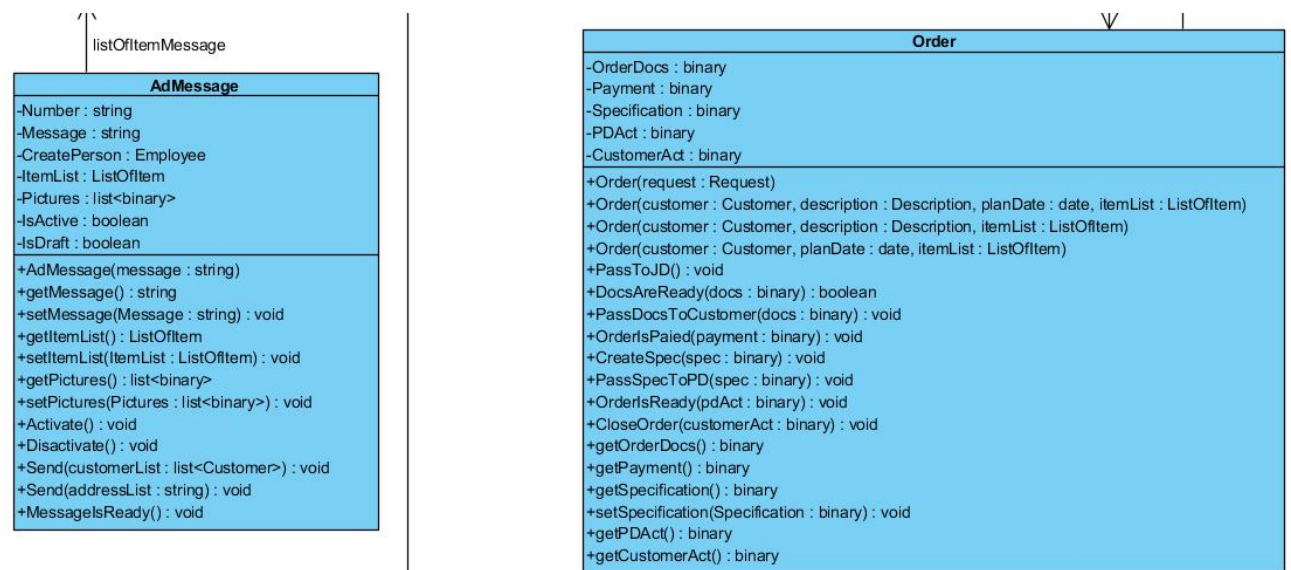 listOfItemMessage
AdMessage
-Number : string
-Message : string
-CreatePerson : Employee
-ItemList : ListOfItem
-Pictures : list<binary>
-IsActive : boolean
-IsDraft : boolean
+AdMessage(message : string)
+getMessage() : string
+setMessage(Message : string) : void
+getItemList() : ListOfItem
+setItemList(ItemList : ListOfItem) : void
+getPictures() : list<binary>
+setPictures(Pictures : list<binary>) : void
+Activate() : void
+Disactivate() : void
+Send(customerList : list<Customer>) : void
+Send(addressList : string) : void
+MessageIsReady() : void
Order
-OrderDocs : binary
-Payment : binary
-Specification : binary
-PDAct : binary
-CustomerAct : binary
+Order(request : Request)
+Order(customer : Customer, description : Description, planDate : date, itemList : ListOfItem)
+Order(customer : Customer, description : Description, itemList : ListOfItem)
+Order(customer : Customer, planDate : date, itemList : ListOfItem)
+PassToJD() : void
+DocsAreReady(docs : binary) : boolean
+PassDocsToCustomer(docs : binary) : void
+OrderIsPaied(payment : binary) : void
+CreateSpec(spec : binary) : void
+PassSpecToPD(spec : binary) : void
+OrderIsReady(pdAct : binary) : void
+CloseOrder(customerAct : binary) : void
+getOrderDocs() : binary
+getPayment() : binary
+getSpecification() : binary
+setSpecification(Specification : binary) : void
+getPDAct() : binary
+getCustomerAct() : binary